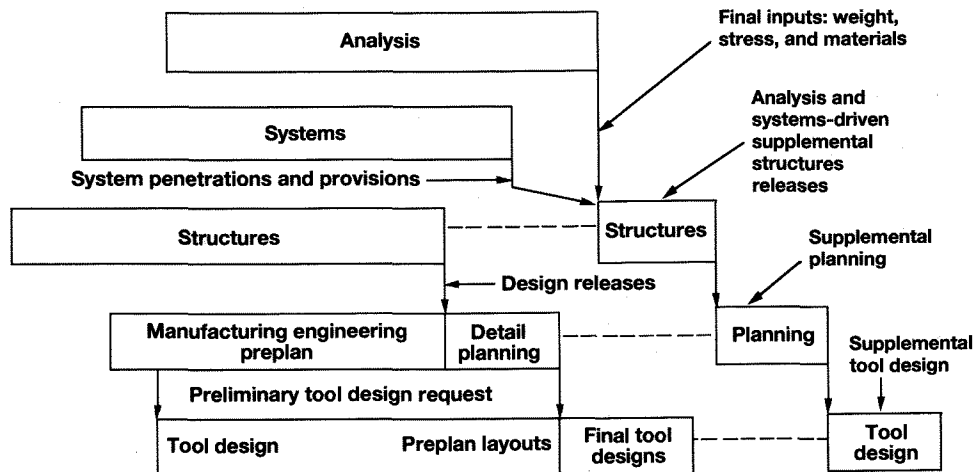 Analysis
Final inputs: weight,
stress, and materials
Analysis and
systems-driven
supplemental
structures
releases
Systems
System penetrations and provisions
Structures
Structures
Supplemental
planning
Design releases
Manufacturing engineering
preplan
Detail
planning
Planning
Supplemental
tool design
Preliminary tool design request
Tool design
Preplan layouts
Final tool
designs
Tool
design